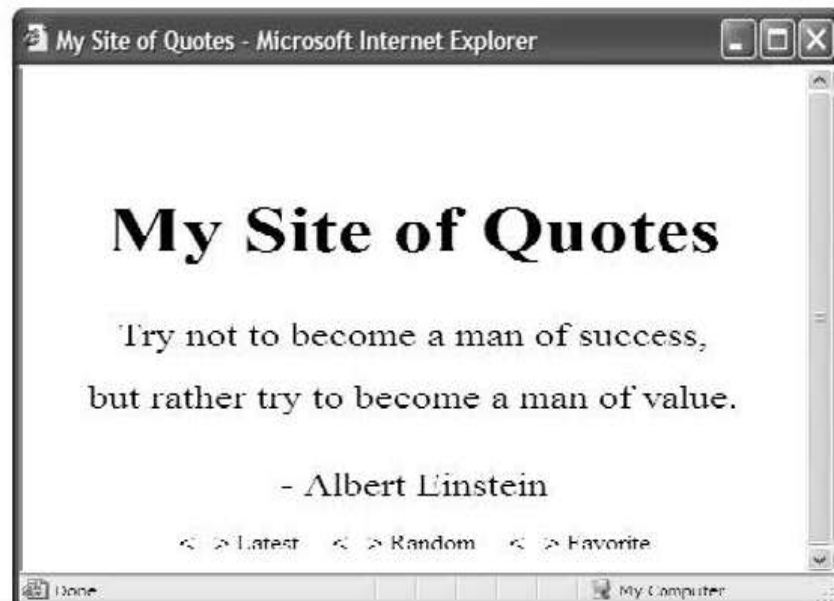 My Site of Quotes - Microsoft Internet Explorer
My Site of Quotes
Try not to become a man of success,
but rather try to become a man of value.
- Albert Einstein
< > Latest < > Random < > Favorite
Done My Computer